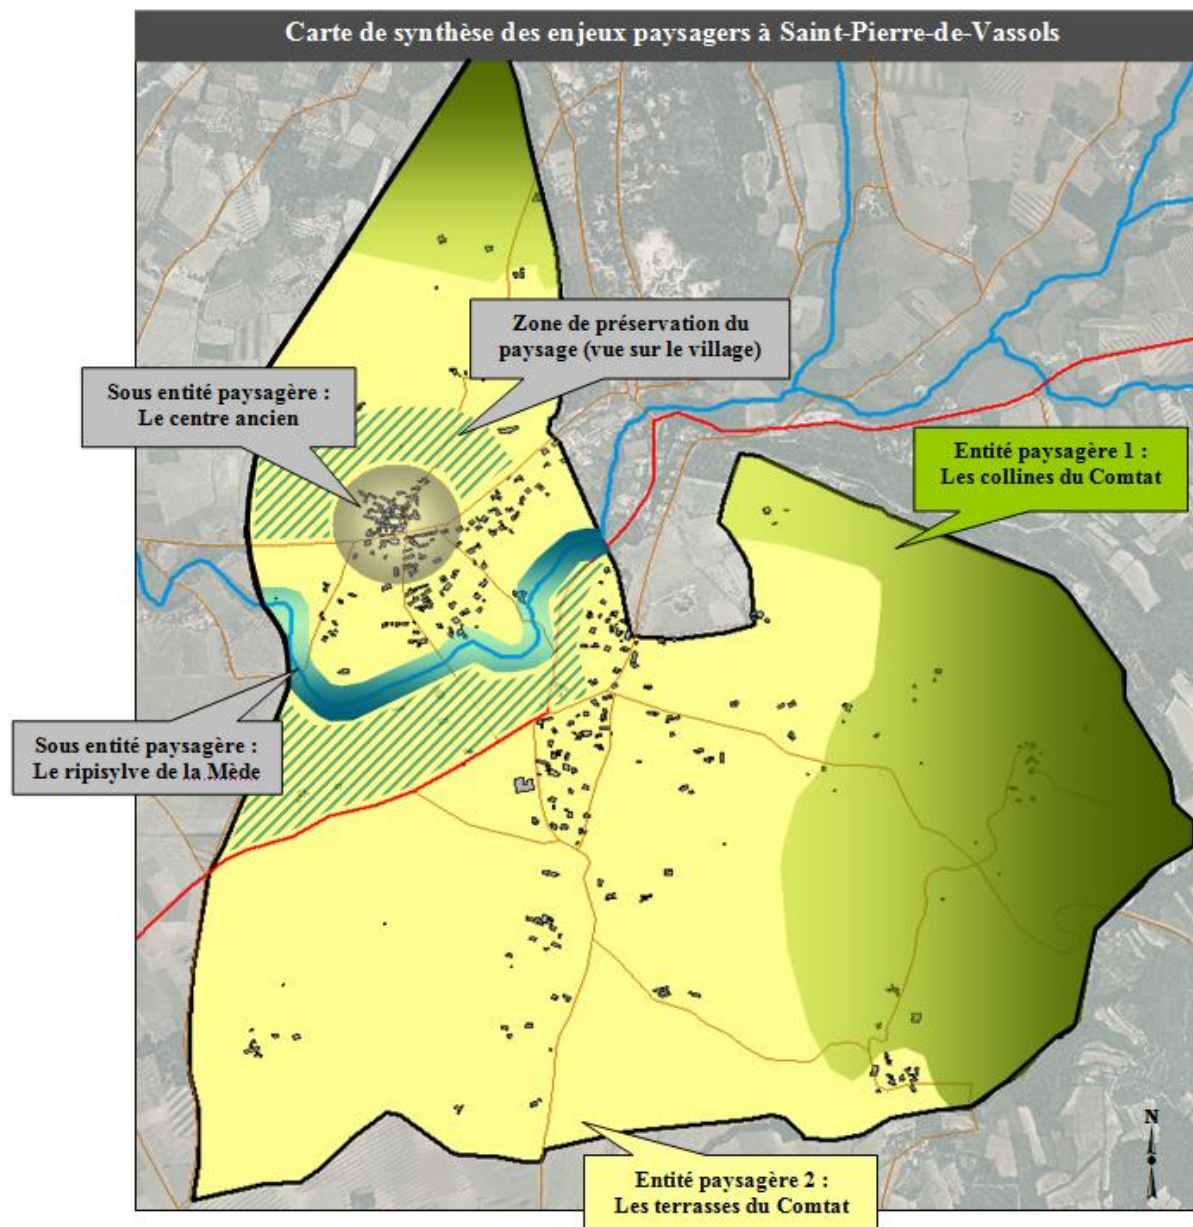 Carte de synthèse des enjeux paysagers à Saint-Pierre-de-Vassols
Zone de préservation du
paysage (vue sur le village)
Sous entité paysagère :
Le centre ancien
Entité paysagère 1 :
Les collines du Comtat
Sous entité paysagère :
Le ripisylve de la Mède
Entité paysagère 2 :
Les terrasses du Comtat
N